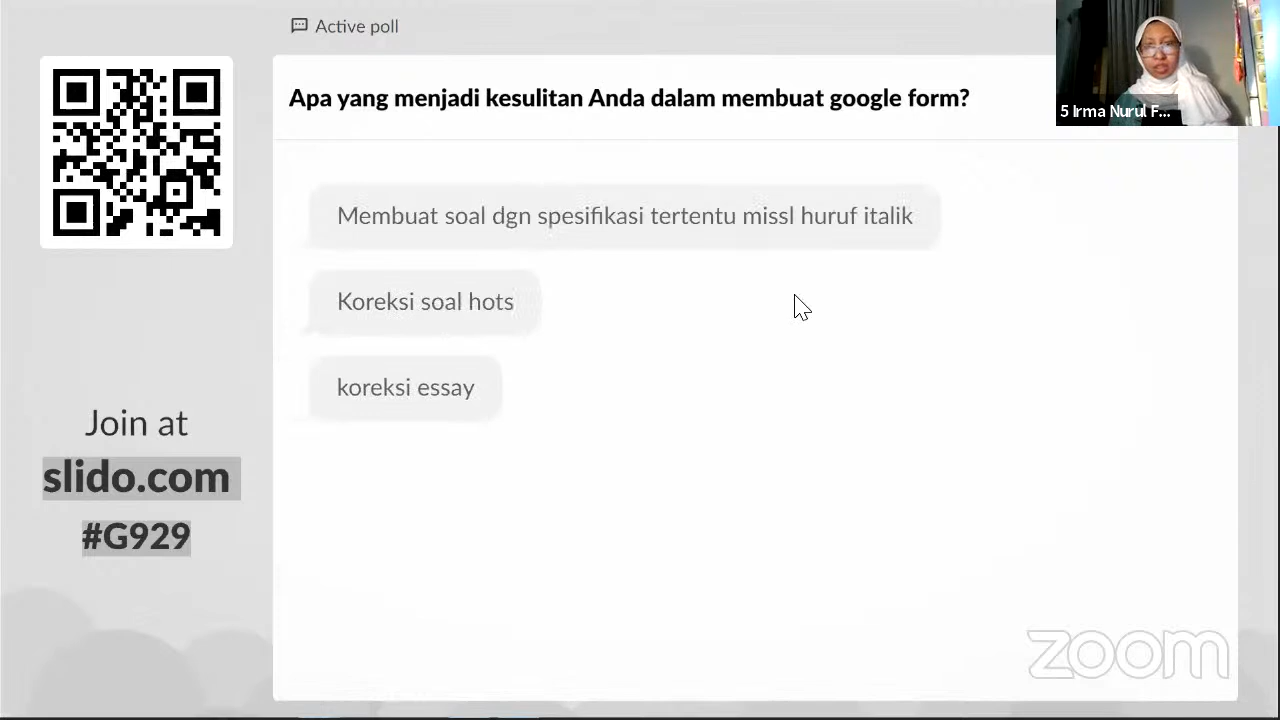 Active poll
Apa yang menjadi kesulitan Anda dalam membuat google form?
5 Irma Nurul F...
Membuat soal dgn spesifikasi tertentu missl huruf italik
Koreksi soal hots
koreksi essay
Join at
slido.com
#G929
zoom